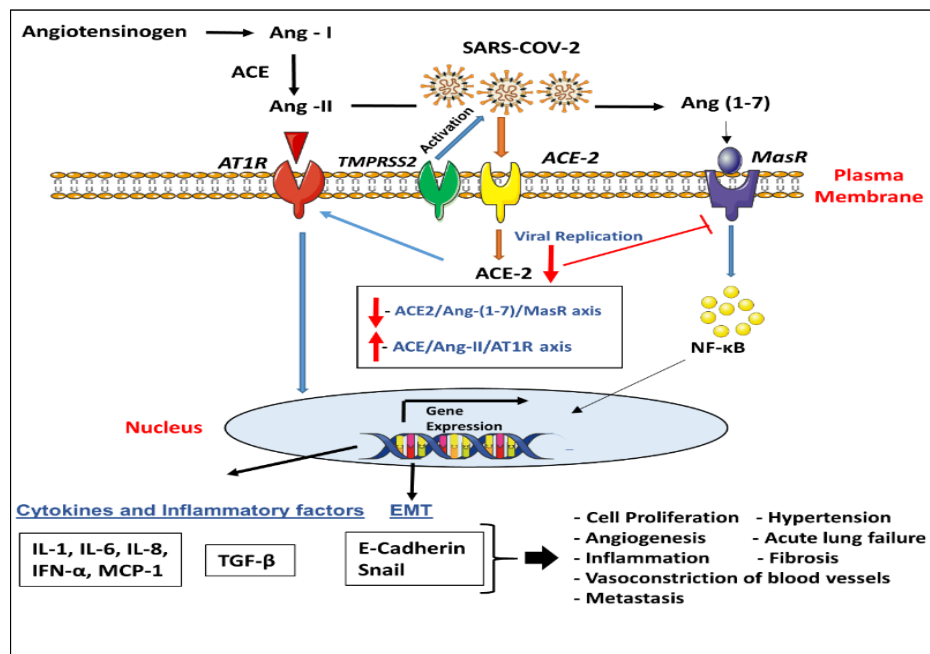 Angiotensinogen
Ang - I
ACE
SARS-COV-2
Ang -II
Ang (1-7)
Activation
AT1R
TMPRSS2
ACE-2
MasR
Plasma
Membrane
Viral Replication
ACE-2
- ACE2/Ang-(1-7)/MasR axis
- ACE/Ang-II/AT1R axis
NF-κB
Nucleus
Gene
Expression
Cytokines and Inflammatory factors
EMT
IL-1, IL-6, IL-8,
IFN-α, MCP-1
TGF-β
E-Cadherin
Snail
- Cell Proliferation - Hypertension
- Angiogenesis - Acute lung failure
- Inflammation - Fibrosis
- Vasoconstriction of blood vessels
- Metastasis